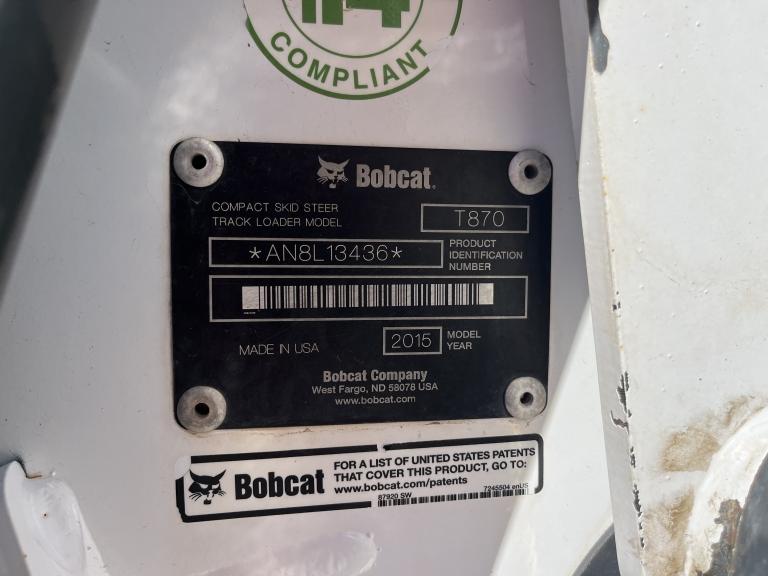 COMPLIANT
Bobcat
COMPACT SKID STEER
TRACK LOADER MODEL
T870
*AN8L13436*
PRODUCT
IDENTIFICATION
NUMBER
MADE IN USA
2015
MODEL
YEAR
Bobcat Company
West Fargo, ND 58078 USA
www.bobcat.com
Bobcat
FOR A LIST OF UNITED STATES PATENTS
THAT COVER THIS PRODUCT, GO TO:
www.bobcat.com/patents
87920 SW
7245504 enUS